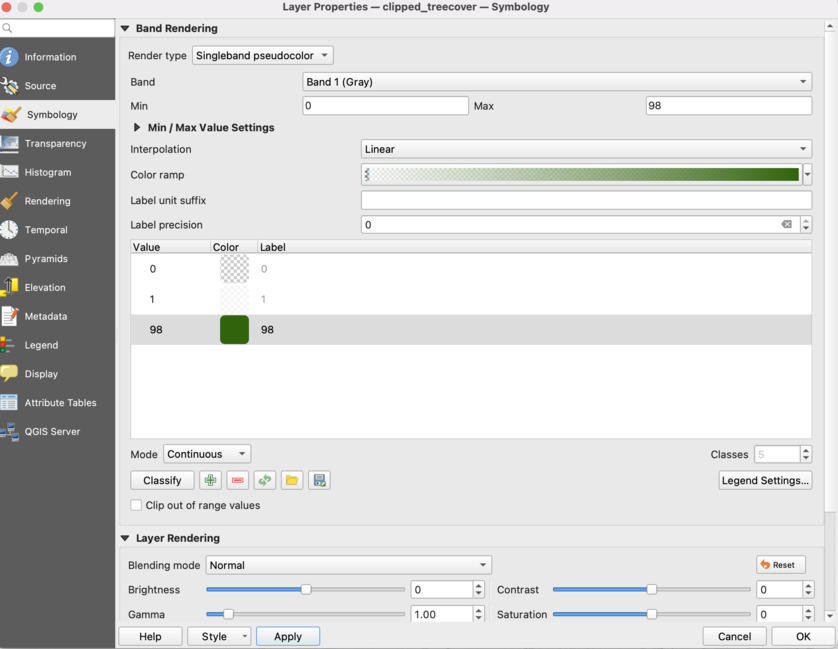 Layer Properties — clipped_treecover — Symbology
Information
Source
Symbology
Transparency
Histogram
Rendering
Temporal
Pyramids
Elevation
Metadata
Legend
Display
Attribute Tables
QGIS Server
Band Rendering
Render type Singleband pseudocolor
Band Band 1 (Gray)
Min 0 Max 98
Min / Max Value Settings
Interpolation Linear
Color ramp
Label unit suffix
Label precision 0
Value Color Label
0 0
1 1
98 98
Mode Continuous Classes 5
Classify Legend Settings...
Clip out of range values
Layer Rendering
Blending mode Normal Reset
Brightness 0 Contrast 0
Gamma 1.00 Saturation 0
Help Style Apply Cancel OK